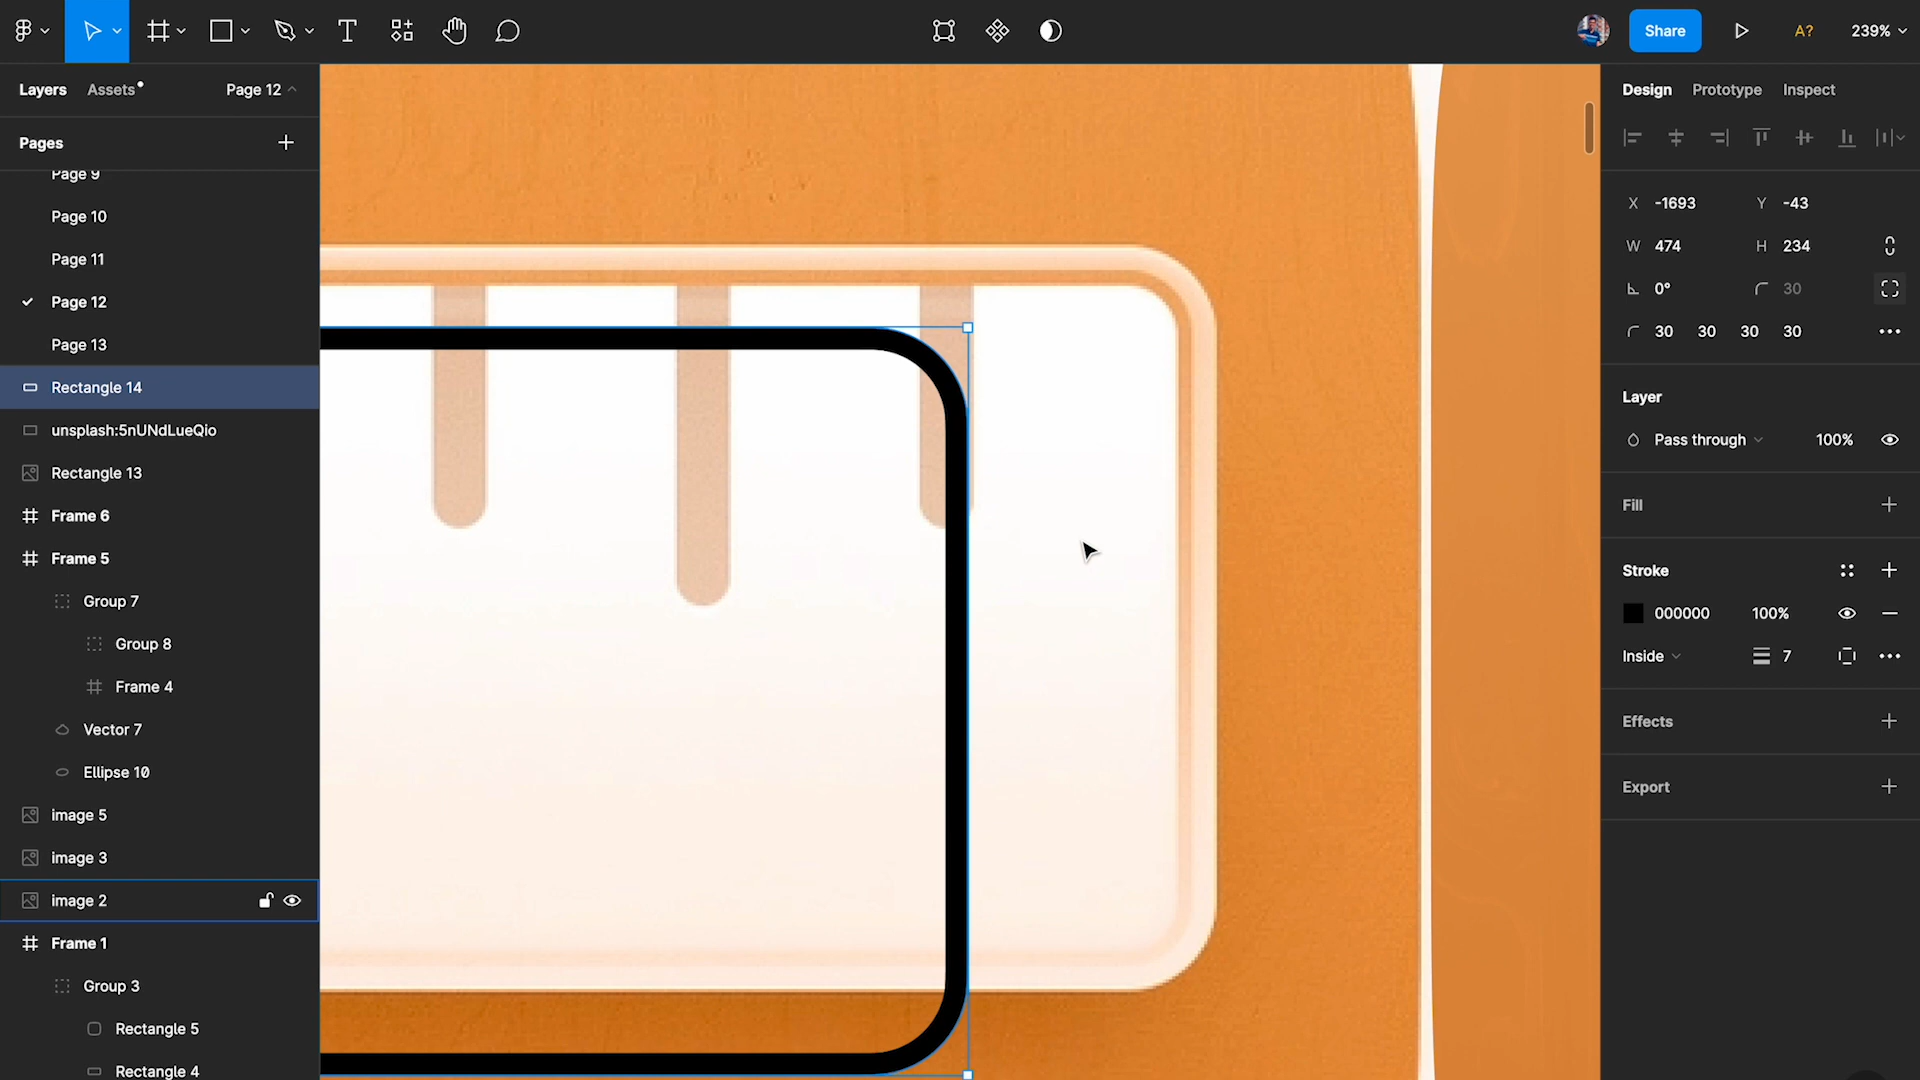 Share
A?
239%
Layers
Assets
Page 12
Design
Prototype
Inspect
Pages
Page 9
Page 10
Page 11
Page 12
Page 13
Rectangle 14
unsplash:5nUNdLueQio
Rectangle 13
Frame 6
Frame 5
Group 7
Group 8
Frame 4
Vector 7
Ellipse 10
image 5
image 3
image 2
Frame 1
Group 3
Rectangle 5
Rectangle 4
X -1693 Y -43
W 474 H 234
0° 30
30 30 30 30
Layer
Pass through 100%
Fill
Stroke
000000 100%
Inside 7
Effects
Export